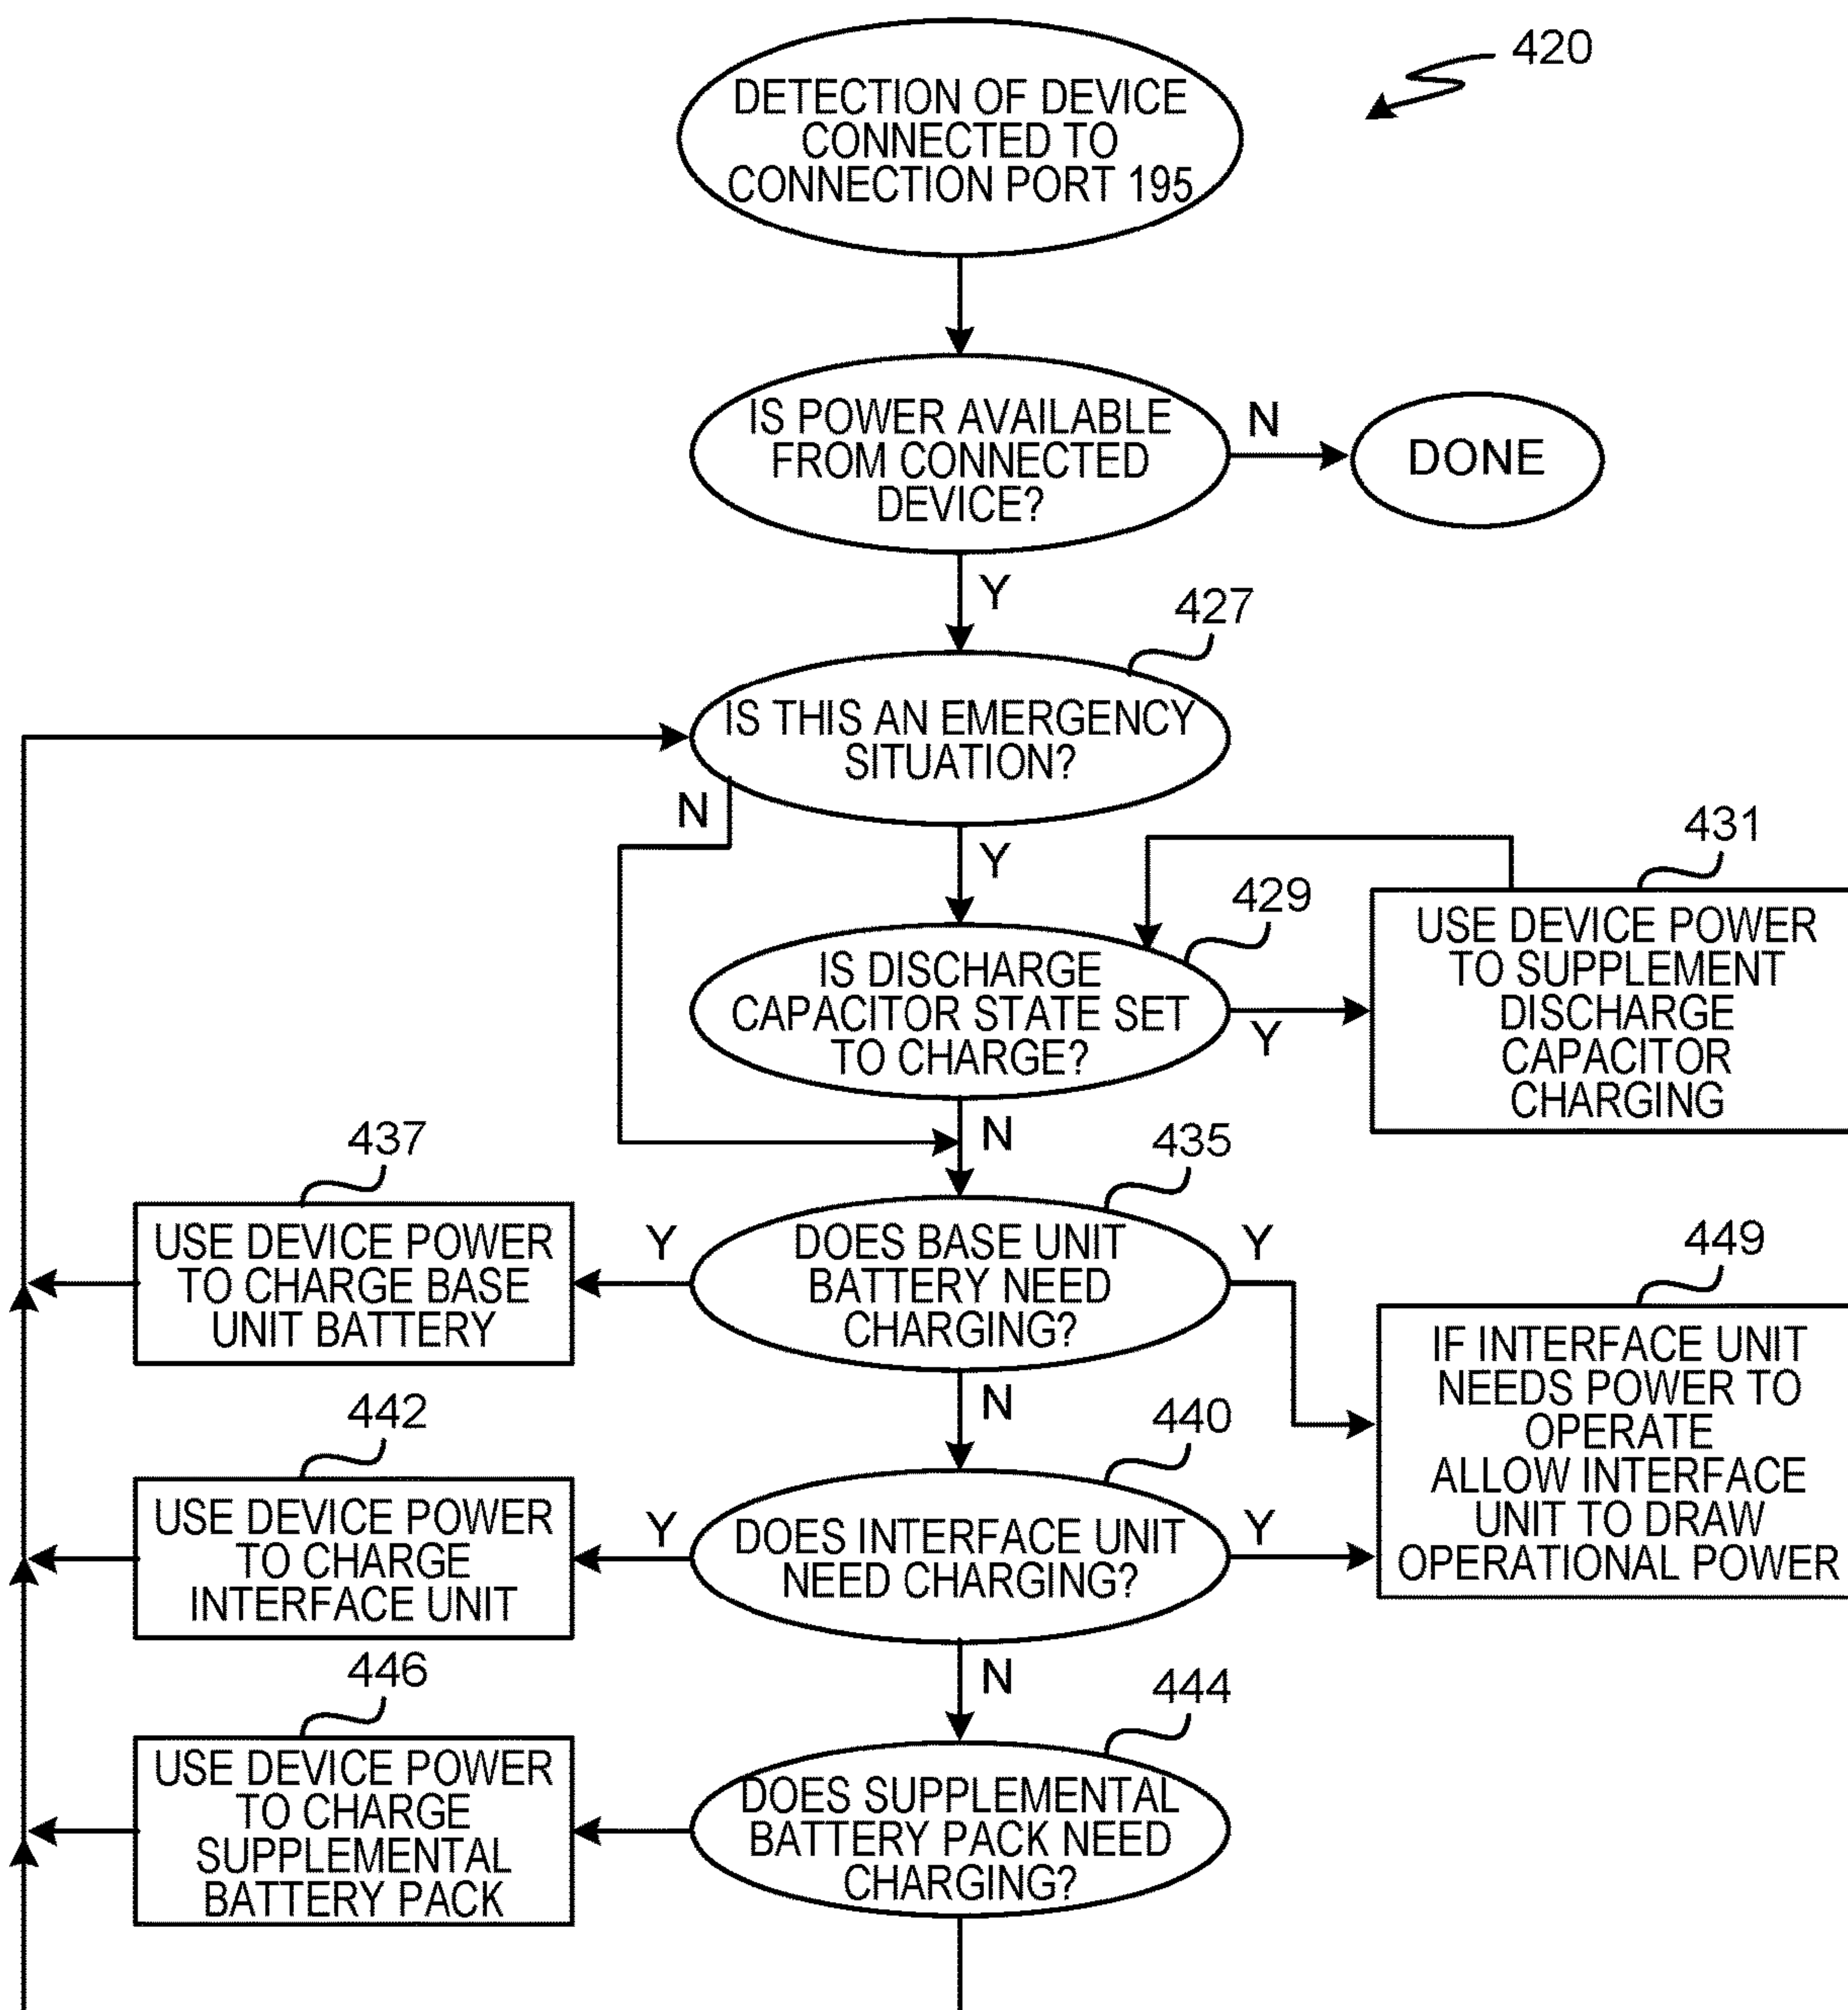 420
DETECTION OF DEVICE
CONNECTED TO
CONNECTION PORT 195
IS POWER AVAILABLE
FROM CONNECTED
DEVICE?
N
DONE
Y
427
IS THIS AN EMERGENCY
SITUATION?
N
Y
429
IS DISCHARGE
CAPACITOR STATE SET
TO CHARGE?
Y
431
USE DEVICE POWER
TO SUPPLEMENT
DISCHARGE
CAPACITOR
CHARGING
N
435
DOES BASE UNIT
BATTERY NEED
CHARGING?
Y
437
USE DEVICE POWER
TO CHARGE BASE
UNIT BATTERY
Y
449
IF INTERFACE UNIT
NEEDS POWER TO
OPERATE
ALLOW INTERFACE
UNIT TO DRAW
OPERATIONAL POWER
N
440
DOES INTERFACE UNIT
NEED CHARGING?
Y
442
USE DEVICE POWER
TO CHARGE
INTERFACE UNIT
Y
N
444
DOES SUPPLEMENTAL
BATTERY PACK NEED
CHARGING?
446
USE DEVICE POWER
TO CHARGE
SUPPLEMENTAL
BATTERY PACK